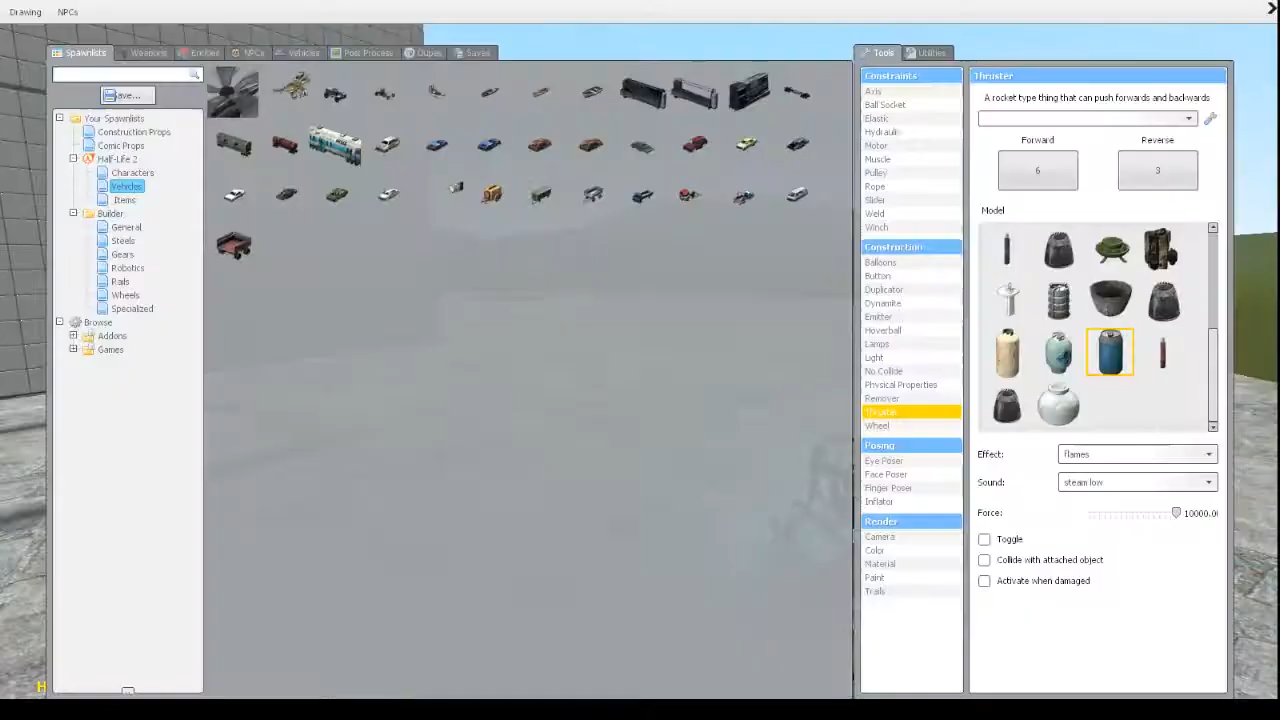 Drawing NPCs
Spawnlists Weapons Entities NPCs Vehicles Post Process Dupes Saves
Tools Utilities
Save...
Your Spawnlists
Construction Props
Comic Props
Half-Life 2
Characters
Vehicles
Items
Builder
General
Steels
Gears
Robotics
Rails
Wheels
Specialized
Browse
Addons
Games
Constraints
Axis
Ball Socket
Elastic
Hydraulic
Motor
Muscle
Pulley
Rope
Slider
Weld
Winch
Construction
Balloons
Button
Duplicator
Dynamite
Emitter
Hoverball
Lamps
Light
No Collide
Physical Properties
Remover
Thruster
Wheel
Posing
Eye Poser
Face Poser
Finger Poser
Inflator
Render
Camera
Color
Material
Paint
Trails
Thruster
A rocket type thing that can push forwards and backwards
Forward Reverse
6 3
Model
Effect: flames
Sound: steam low
Force: 10000.0
Toggle
Collide with attached object
Activate when damaged
H